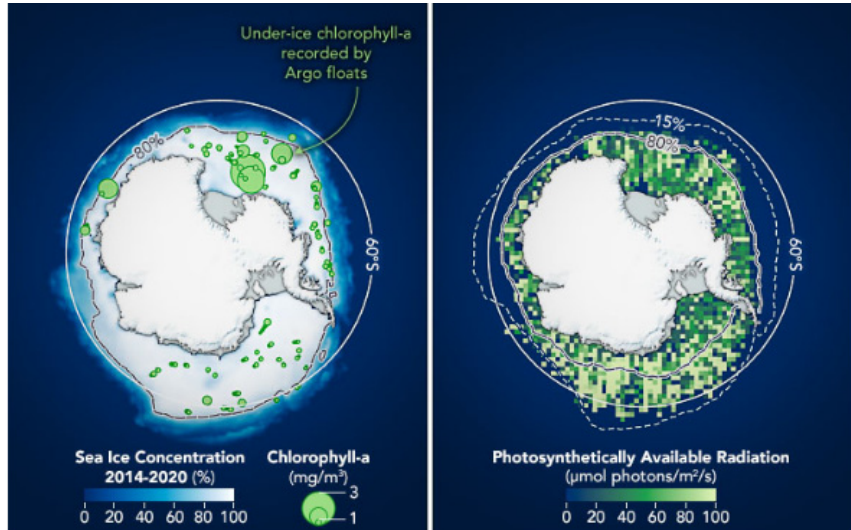 Under-ice chlorophyll-a
recorded by
Argo floats
80%
60°S
Sea Ice Concentration
2014-2020 (%)
0 20 40 60 80 100
Chlorophyll-a
(mg/m³)
3
1
15%
80%
60°S
Photosynthetically Available Radiation
(µmol photons/m²/s)
0 20 40 60 80 100